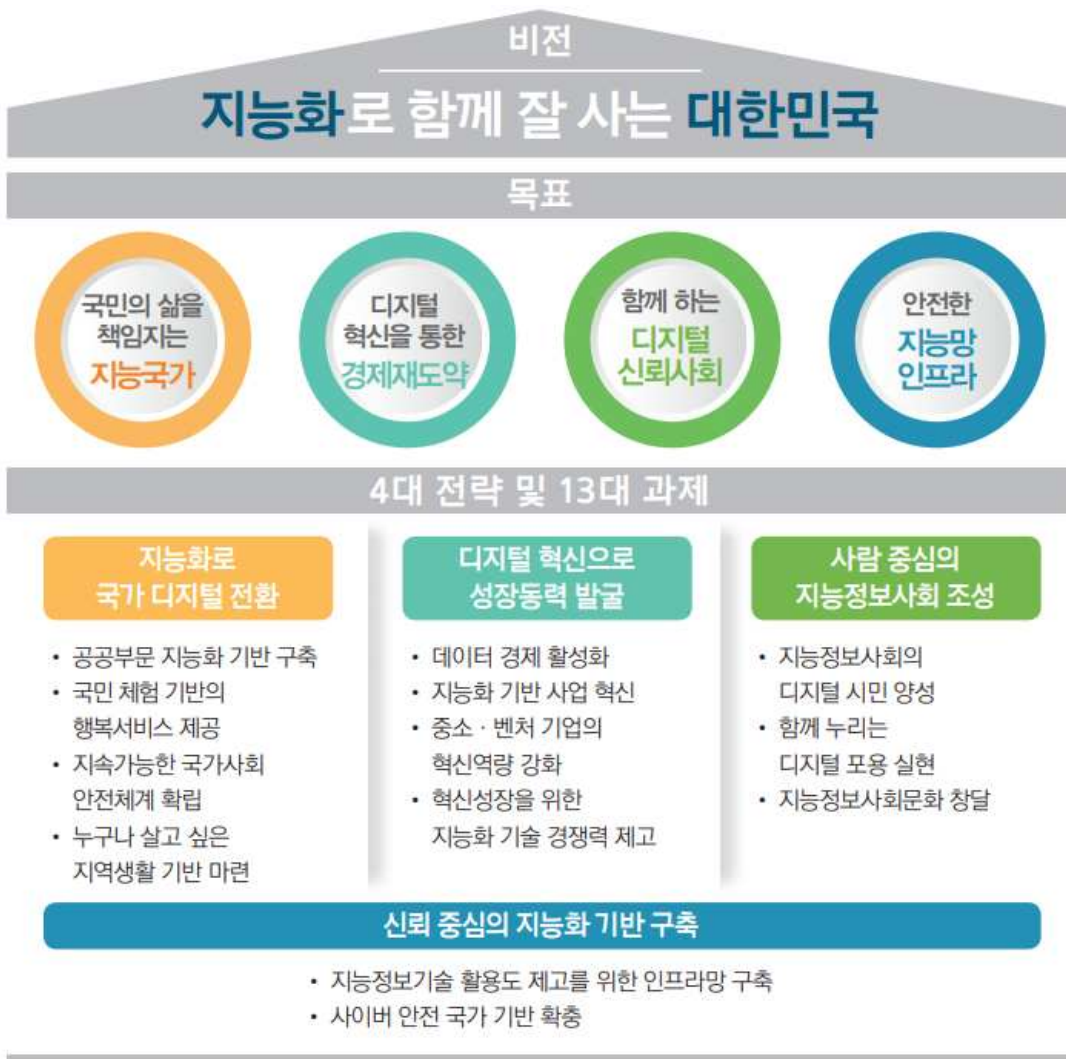 비전
지능화로 함께 잘 사는 대한민국
목표
국민의 삶을
책임지는
지능국가
디지털
혁신을 통한
경제재도약
함께 하는
디지털
신뢰사회
안전한
지능망
인프라
4대 전략 및 13대 과제
지능화로
국가 디지털 전환
• 공공부문 지능화 기반 구축
• 국민 체험 기반의
행복서비스 제공
• 지속가능한 국가사회
안전체계 확립
• 누구나 살고 싶은
지역생활 기반 마련
디지털 혁신으로
성장동력 발굴
• 데이터 경제 활성화
• 지능화 기반 사업 혁신
• 중소 · 벤처 기업의
혁신역량 강화
• 혁신성장을 위한
지능화 기술 경쟁력 제고
사람 중심의
지능정보사회 조성
• 지능정보사회의
디지털 시민 양성
• 함께 누리는
디지털 포용 실현
• 지능정보사회문화 창달
신뢰 중심의 지능화 기반 구축
• 지능정보기술 활용도 제고를 위한 인프라망 구축
• 사이버 안전 국가 기반 확충